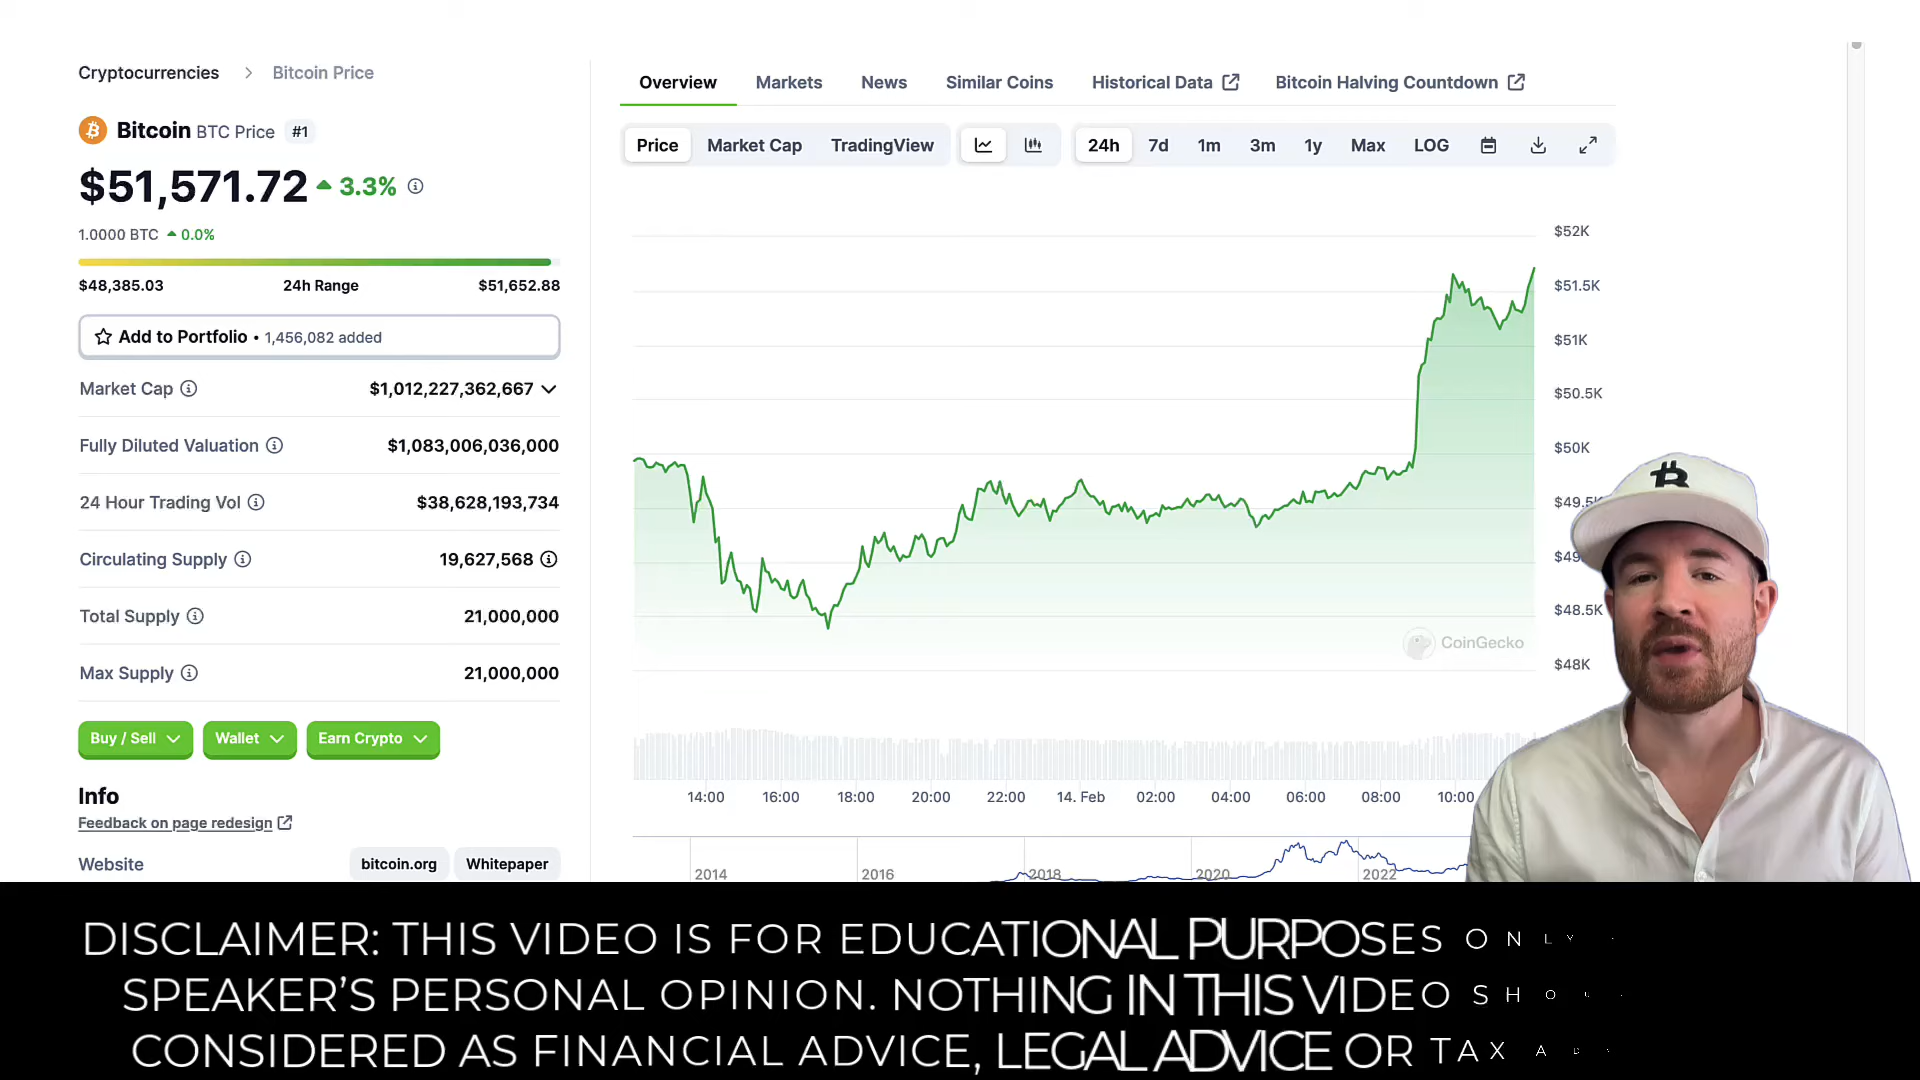 Cryptocurrencies > Bitcoin Price
Bitcoin BTC Price #1
$51,571.72 3.3%
1.0000 BTC 0.0%
$48,385.03 24h Range $51,652.88
Add to Portfolio • 1,456,082 added
Market Cap $1,012,227,362,667
Fully Diluted Valuation $1,083,006,036,000
24 Hour Trading Vol $38,628,193,734
Circulating Supply 19,627,568
Total Supply 21,000,000
Max Supply 21,000,000
Buy / Sell Wallet Earn Crypto
Info
Feedback on page redesign
Website bitcoin.org Whitepaper
Overview Markets News Similar Coins Historical Data Bitcoin Halving Countdown
Price Market Cap TradingView 24h 7d 1m 3m 1y Max LOG
$52K
$51.5K
$51K
$50.5K
$50K
$48.5K
$48K
CoinGecko
14:00 16:00 18:00 20:00 22:00 14. Feb 02:00 04:00 06:00 08:00 10:00
2014 2016 2018 2020 2022
DISCLAIMER: THIS VIDEO IS FOR EDUCATIONAL PURPOSES ONLY
SPEAKER'S PERSONAL OPINION. NOTHING IN THIS VIDEO
CONSIDERED AS FINANCIAL ADVICE, LEGAL ADVICE OR TAX